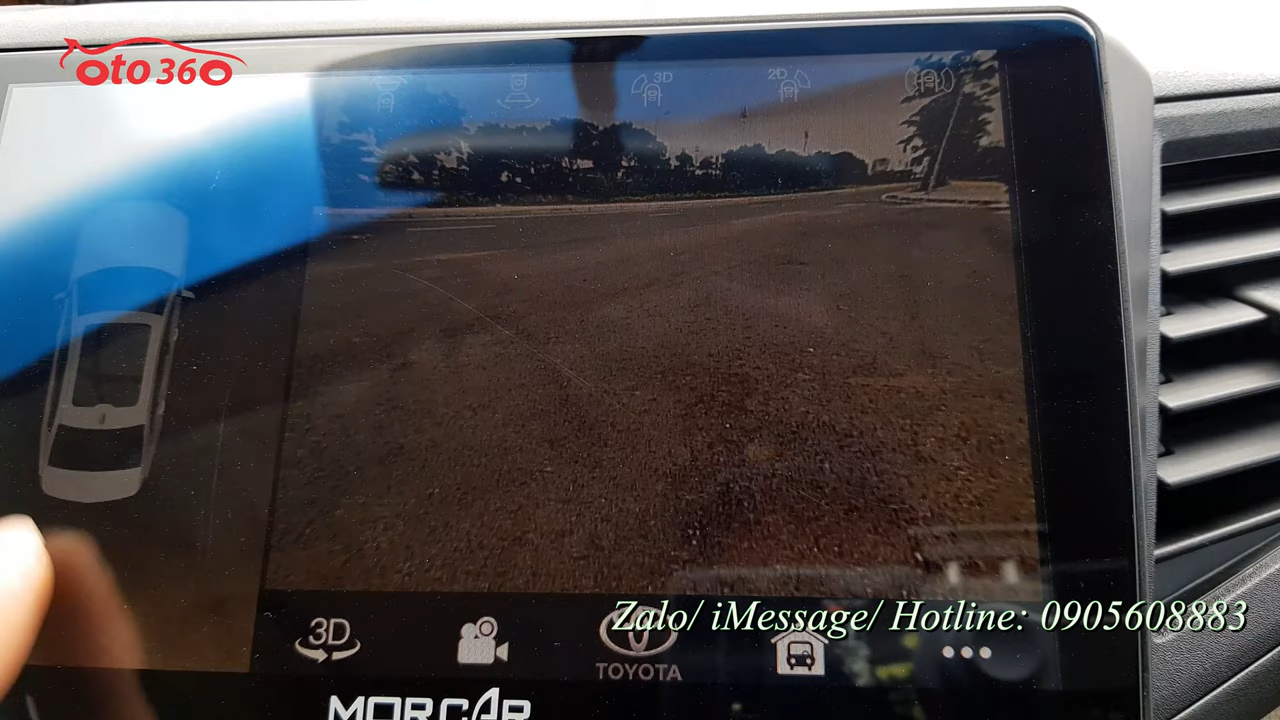 oto360
3D
2D
Zalo/ iMessage/ Hotline: 0905608883
3D
TOYOTA
MORCAR